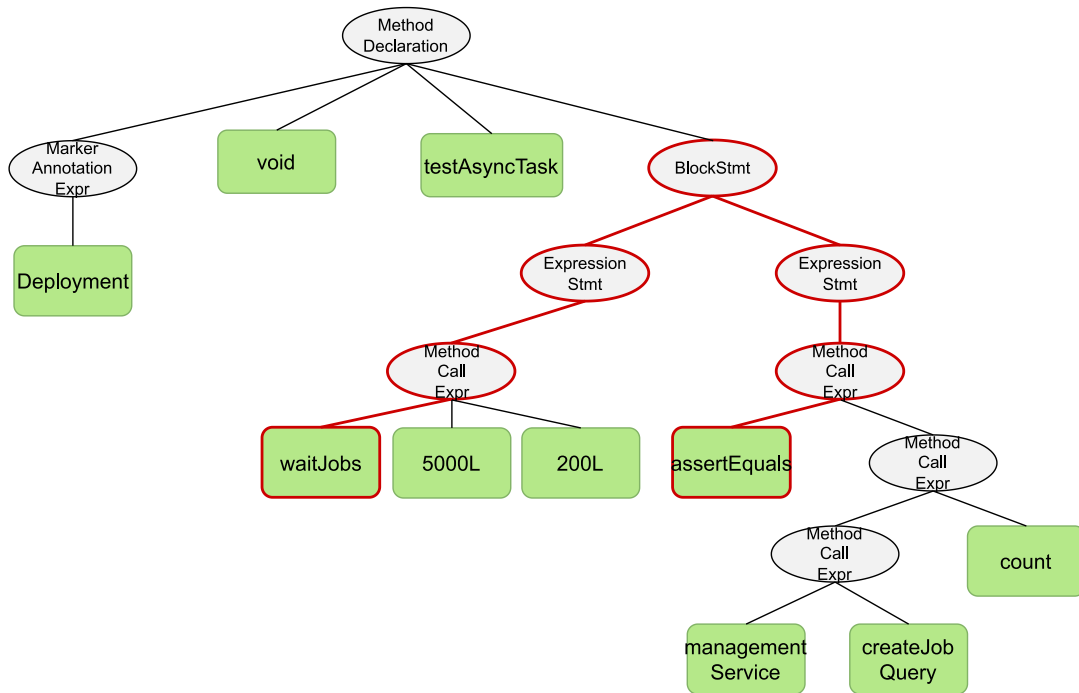 Method
Declaration
Marker
Annotation
Expr
void
testAsyncTask
BlockStmt
Deployment
Expression
Stmt
Expression
Stmt
Method
Call
Expr
Method
Call
Expr
waitJobs
5000L
200L
assertEquals
Method
Call
Expr
Method
Call
Expr
count
management
Service
createJob
Query